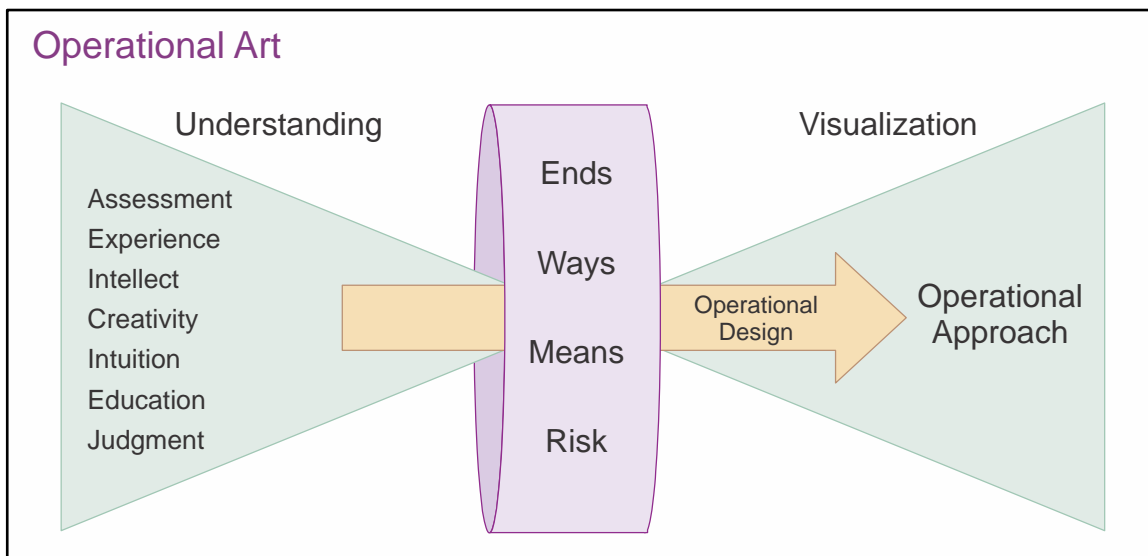 Operational Art
Understanding
Assessment
Experience
Intellect
Creativity
Intuition
Education
Judgment
Ends
Ways
Means
Risk
Visualization
Operational
Design
Operational
Approach